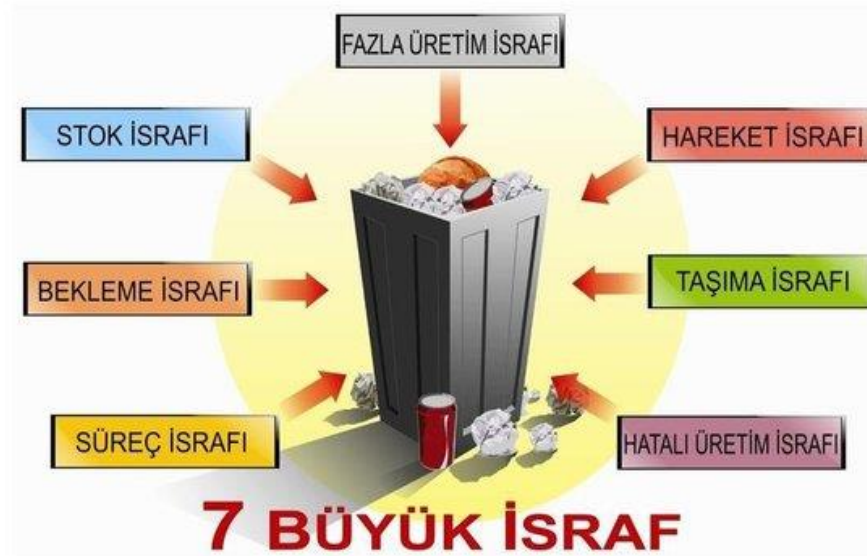 FAZLA ÜRETİM İSRAFI
STOK İSRAFI
HAREKET İSRAFI
BEKLEME İSRAFI
TAŞIMA İSRAFI
SÜREÇ İSRAFI
HATALI ÜRETİM İSRAFI
7 BÜYÜK İSRAF